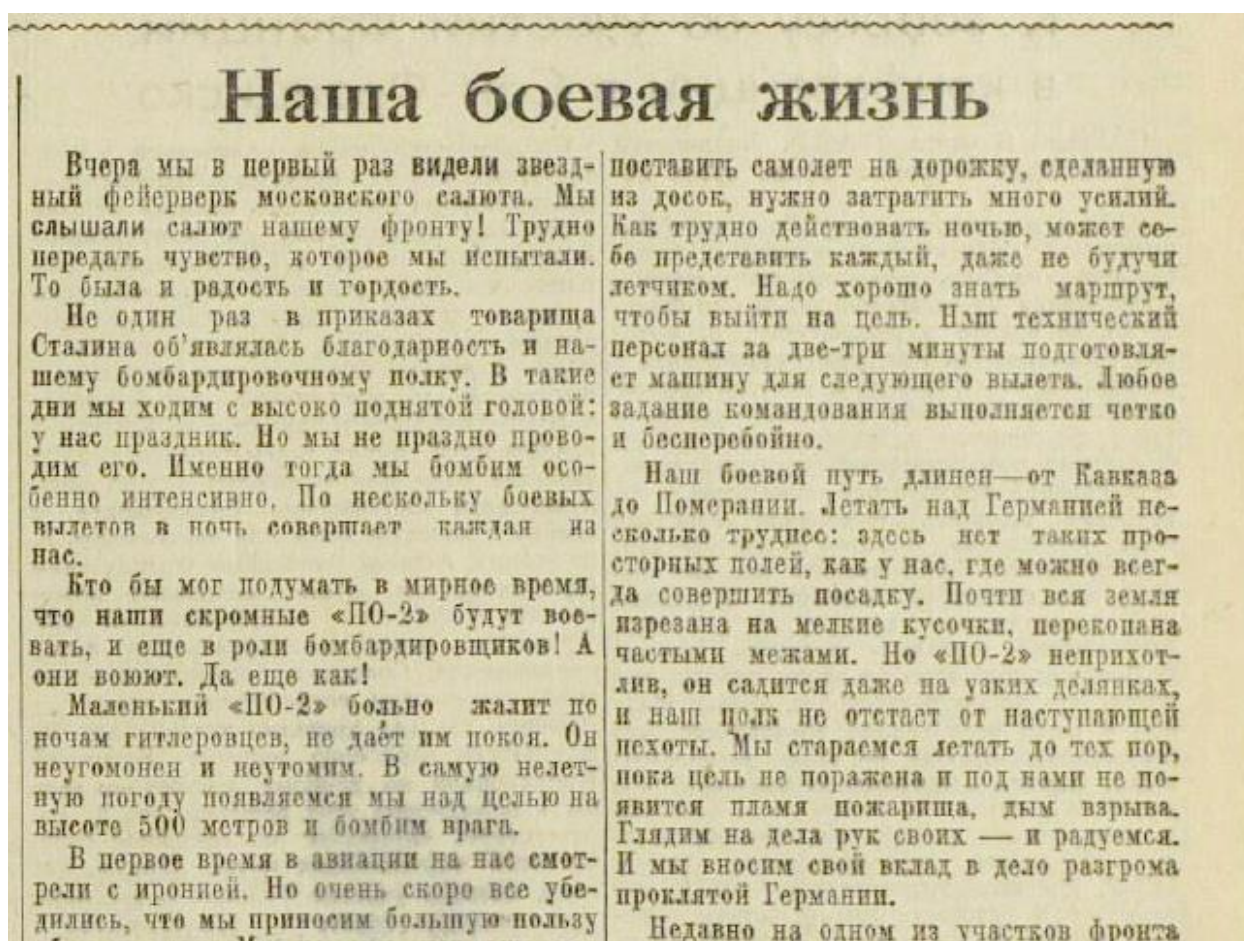 Наша боевая жизнь
Вчера мы в первый раз видели звезд-
ный фейерверк московского салюта. Мы
слышали салют нашему фронту! Трудно
передать чувство, которое мы испытали.
То была и радость и гордость.
Не один раз в приказах товарища
Сталина об'являлась благодарность и на-
шему бомбардировочному полку. В такие
дни мы ходим с высоко поднятой головой:
у нас праздник. Но мы не праздно прово-
дим его. Именно тогда мы бомбим осо-
бенно интенсивно. По нескольку боевых
вылетов в ночь совершает каждая из
нас.
Кто бы мог подумать в мирное время,
что наши скромные «ПО-2» будут вое-
вать, и еще в роли бомбардировщиков! А
они воюют. Да еще как!
Маленький «ПО-2» больно жалит по
ночам гитлеровцев, не дает им покоя. Он
неугомонен и неутомим. В самую нелет-
ную погоду появляемся мы над целью на
высоте 500 метров и бомбим врага.
В первое время в авиации на нас смот-
рели с иронией. Но очень скоро все убе-
дились, что мы приносим большую пользу
поставить самолет на дорожку, сделанную
из досок, нужно затратить много усилий.
Как трудно действовать ночью, может се-
бе представить каждый, даже не будучи
летчиком. Надо хорошо знать маршрут,
чтобы выйти на цель. Наш технический
персонал за две-три минуты подготовля-
ет машину для следующего вылета. Любое
задание командования выполняется четко
и бесперебойно.
Наш боевой путь длинен—от Кавказа
до Померании. Летать над Германией не-
сколько труднее: здесь нет таких про-
сторных полей, как у нас, где можно всег-
да совершить посадку. Почти вся земля
изрезана на мелкие кусочки, перекопана
частыми межами. Но «ПО-2» неприхот-
лив, он садится даже на узких делянках,
и наш полк не отстает от наступающей
пехоты. Мы стараемся летать до тех пор,
пока цель не поражена и под нами не по-
явится пламя пожарища, дым взрыва.
Глядим на дела рук своих — и радуемся.
И мы вносим свой вклад в дело разгрома
проклятой Германии.
Недавно на одном из участков фронта